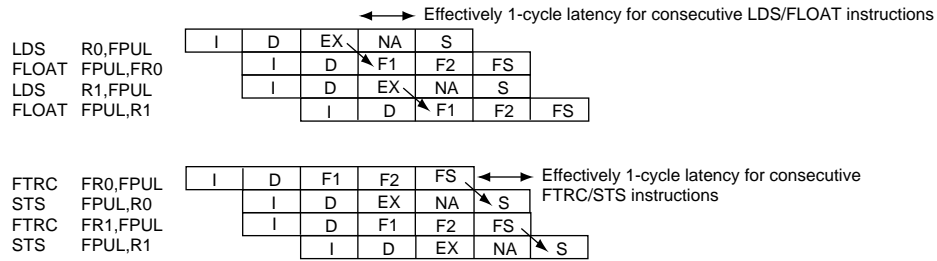 Effectively 1-cycle latency for consecutive LDS/FLOAT instructions
LDS R0,FPUL I D EX NA S
FLOAT FPUL,FR0 I D F1 F2 FS
LDS R1,FPUL I D EX NA S
FLOAT FPUL,R1 I D F1 F2 FS
Effectively 1-cycle latency for consecutive
FTRC/STS instructions
FTRC FR0,FPUL I D F1 F2 FS
STS FPUL,R0 I D EX NA S
FTRC FR1,FPUL I D F1 F2 FS
STS FPUL,R1 I D EX NA S